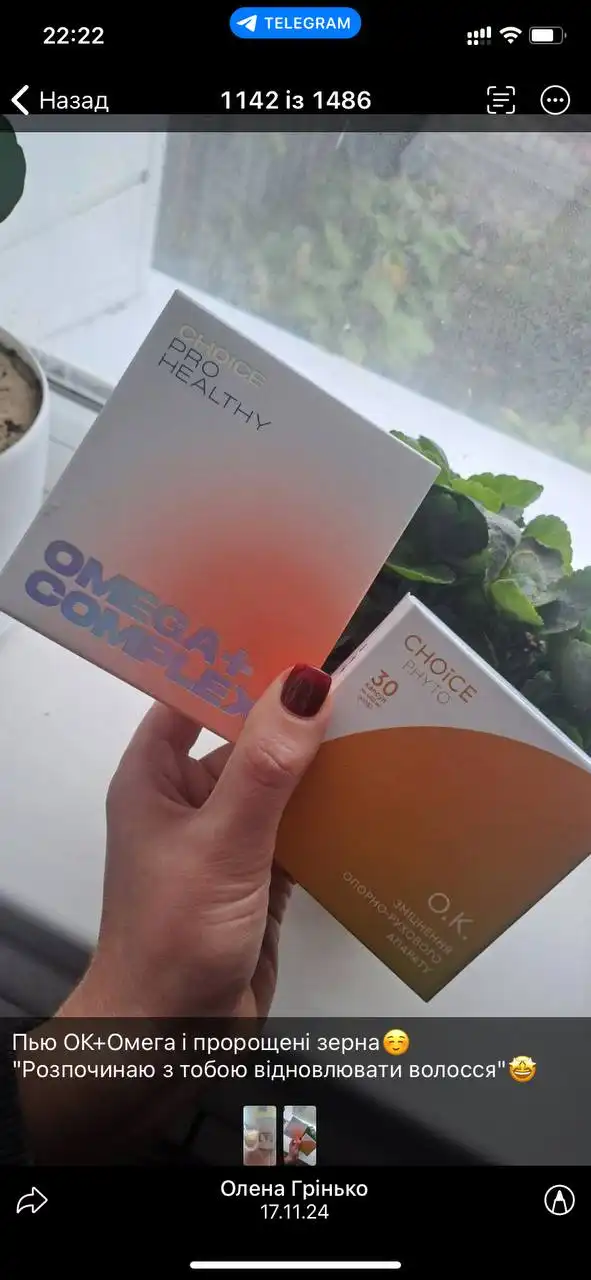 22:22
TELEGRAM
Назад
1142 із 1486
CHOICE
PRO
HEALTHY
OMEGA+
COMPLEX
CHOICE
PHYTO
30
капсул
O.K.
ЗМІЦНЕННЯ
ОПОРНО-РУХОВОГО
АПАРАТУ
Пью ОК+Омега і пророщені зерна☺️
"Розпочинаю з тобою відновлювати волосся"🤩
Олена Грінько
17.11.24